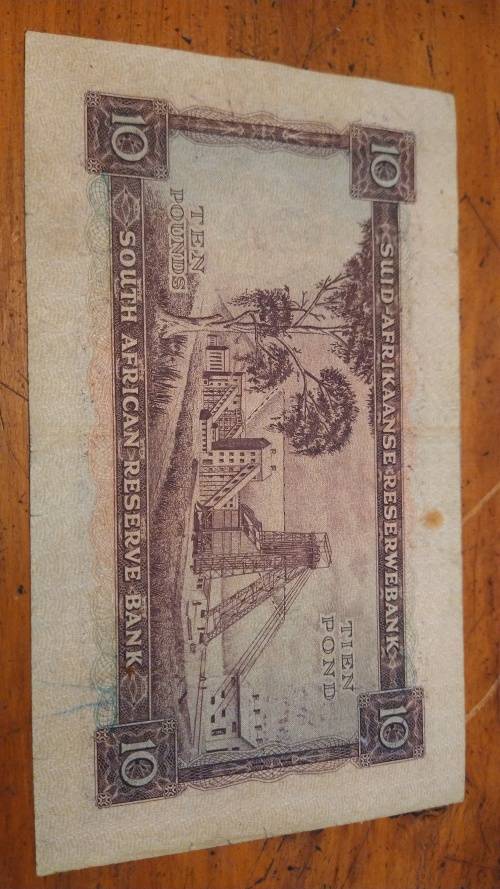 10 SUID-AFRIKAANSE RESERWEBANK 10
TIEN
POND
TEN
POUNDS
10 SOUTH AFRICAN RESERVE BANK 10